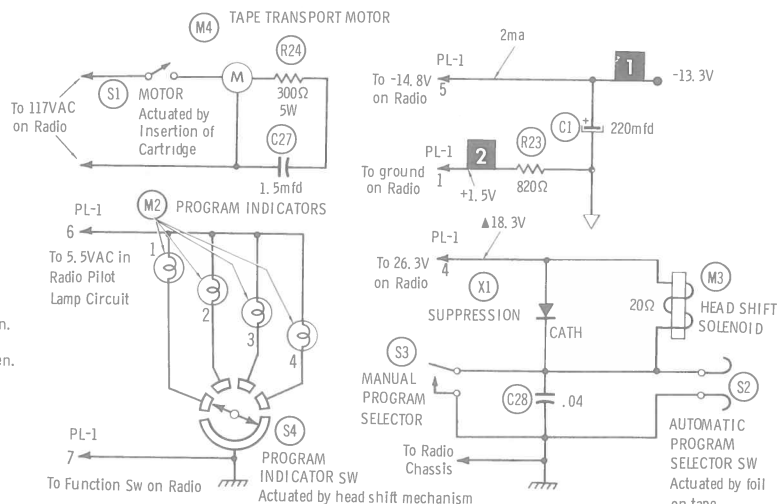 M4 TAPE TRANSPORT MOTOR
R24
M
300Ω
5W
S1 MOTOR
Actuated by
Insertion of
Cartridge
To 117VAC
on Radio
C27
1.5mfd
2ma
PL-1
To -14.8V
on Radio
5
1
-13.3V
C1
+
220mfd
PL-1
2
R23
To ground
on Radio
1
+1.5V
820Ω
PL-1
6
M2 PROGRAM INDICATORS
To 5.5VAC in
Radio Pilot
Lamp Circuit
1
2
3
4
n.
en.
S4
PROGRAM
INDICATOR SW
Actuated by head shift mechanism
PL-1
7
To Function Sw on Radio
▲18.3V
PL-1
To 26.3V
on Radio
4
X1
SUPPRESSION
CATH
M3
20Ω
HEAD SHIFT
SOLENOID
S3
MANUAL
PROGRAM
SELECTOR
C28 .04
S2
AUTOMATIC
PROGRAM
SELECTOR SW
Actuated by foil
on tape
To Radio
Chassis